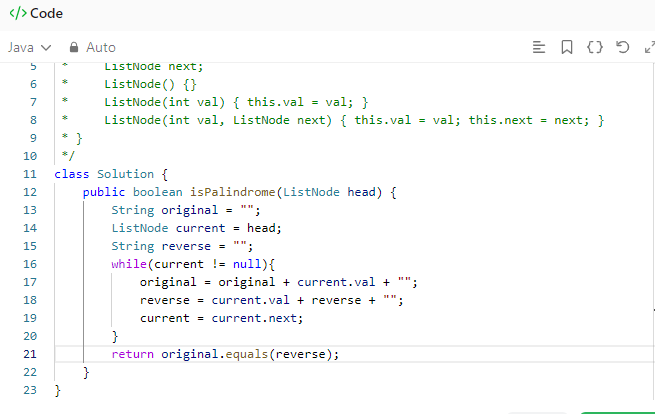 </> Code
Java Auto
5 * ListNode next;
6 * ListNode() {}
7 * ListNode(int val) { this.val = val; }
8 * ListNode(int val, ListNode next) { this.val = val; this.next = next; }
9 * }
10 */
11 class Solution {
12 public boolean isPalindrome(ListNode head) {
13 String original = "";
14 ListNode current = head;
15 String reverse = "";
16 while(current != null){
17 original = original + current.val + "";
18 reverse = current.val + reverse + "";
19 current = current.next;
20 }
21 return original.equals(reverse);
22 }
23 }